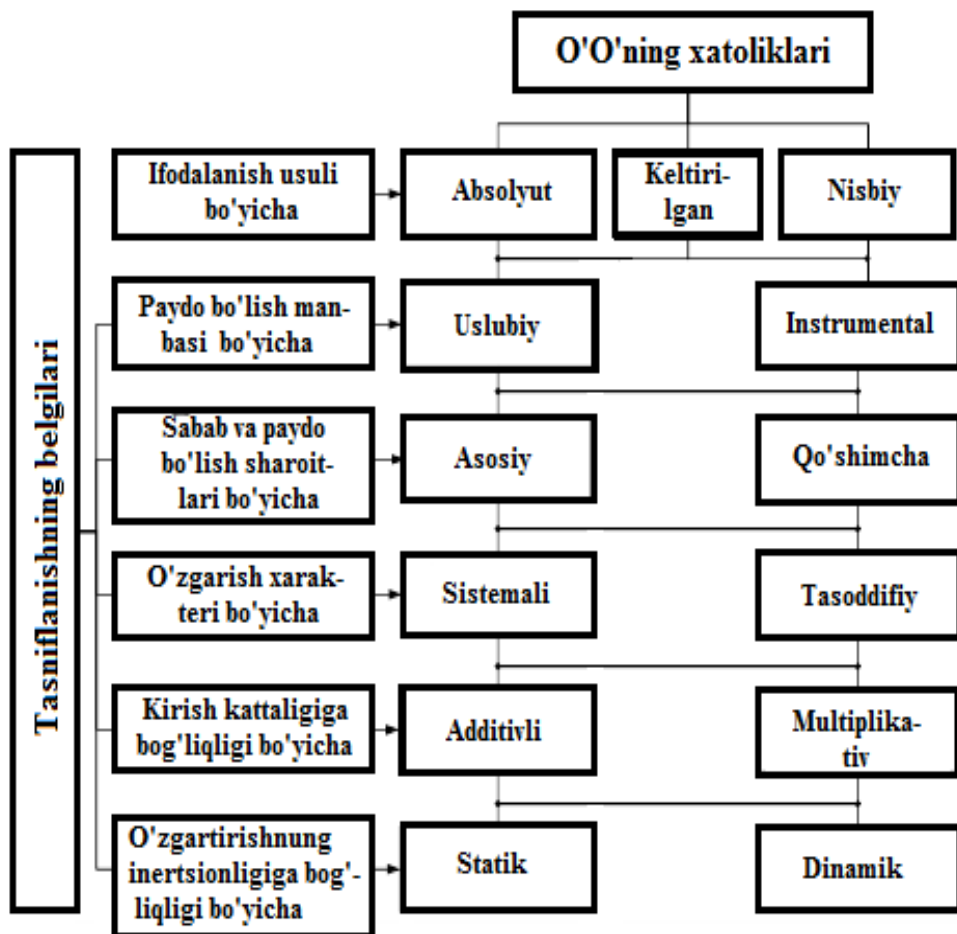 O'O'ning xatoliklari
Tasniflanishning belgilari
Ifodalanish usuli
bo'yicha
Absolyut
Keltiri-
lgan
Nisbiy
Paydo bo'lish man-
basi bo'yicha
Uslubiy
Instrumental
Sabab va paydo
bo'lish sharoit-
lari bo'yicha
Asosiy
Qo'shimcha
O'zgarish xarak-
teri bo'yicha
Sistemali
Tasoddifiy
Kirish kattaligiga
bog'liqligi bo'yicha
Additivli
Multiplika-
tiv
O'zgartirishnung
inertsionligiga bog'-
liqligi bo'yicha
Statik
Dinamik